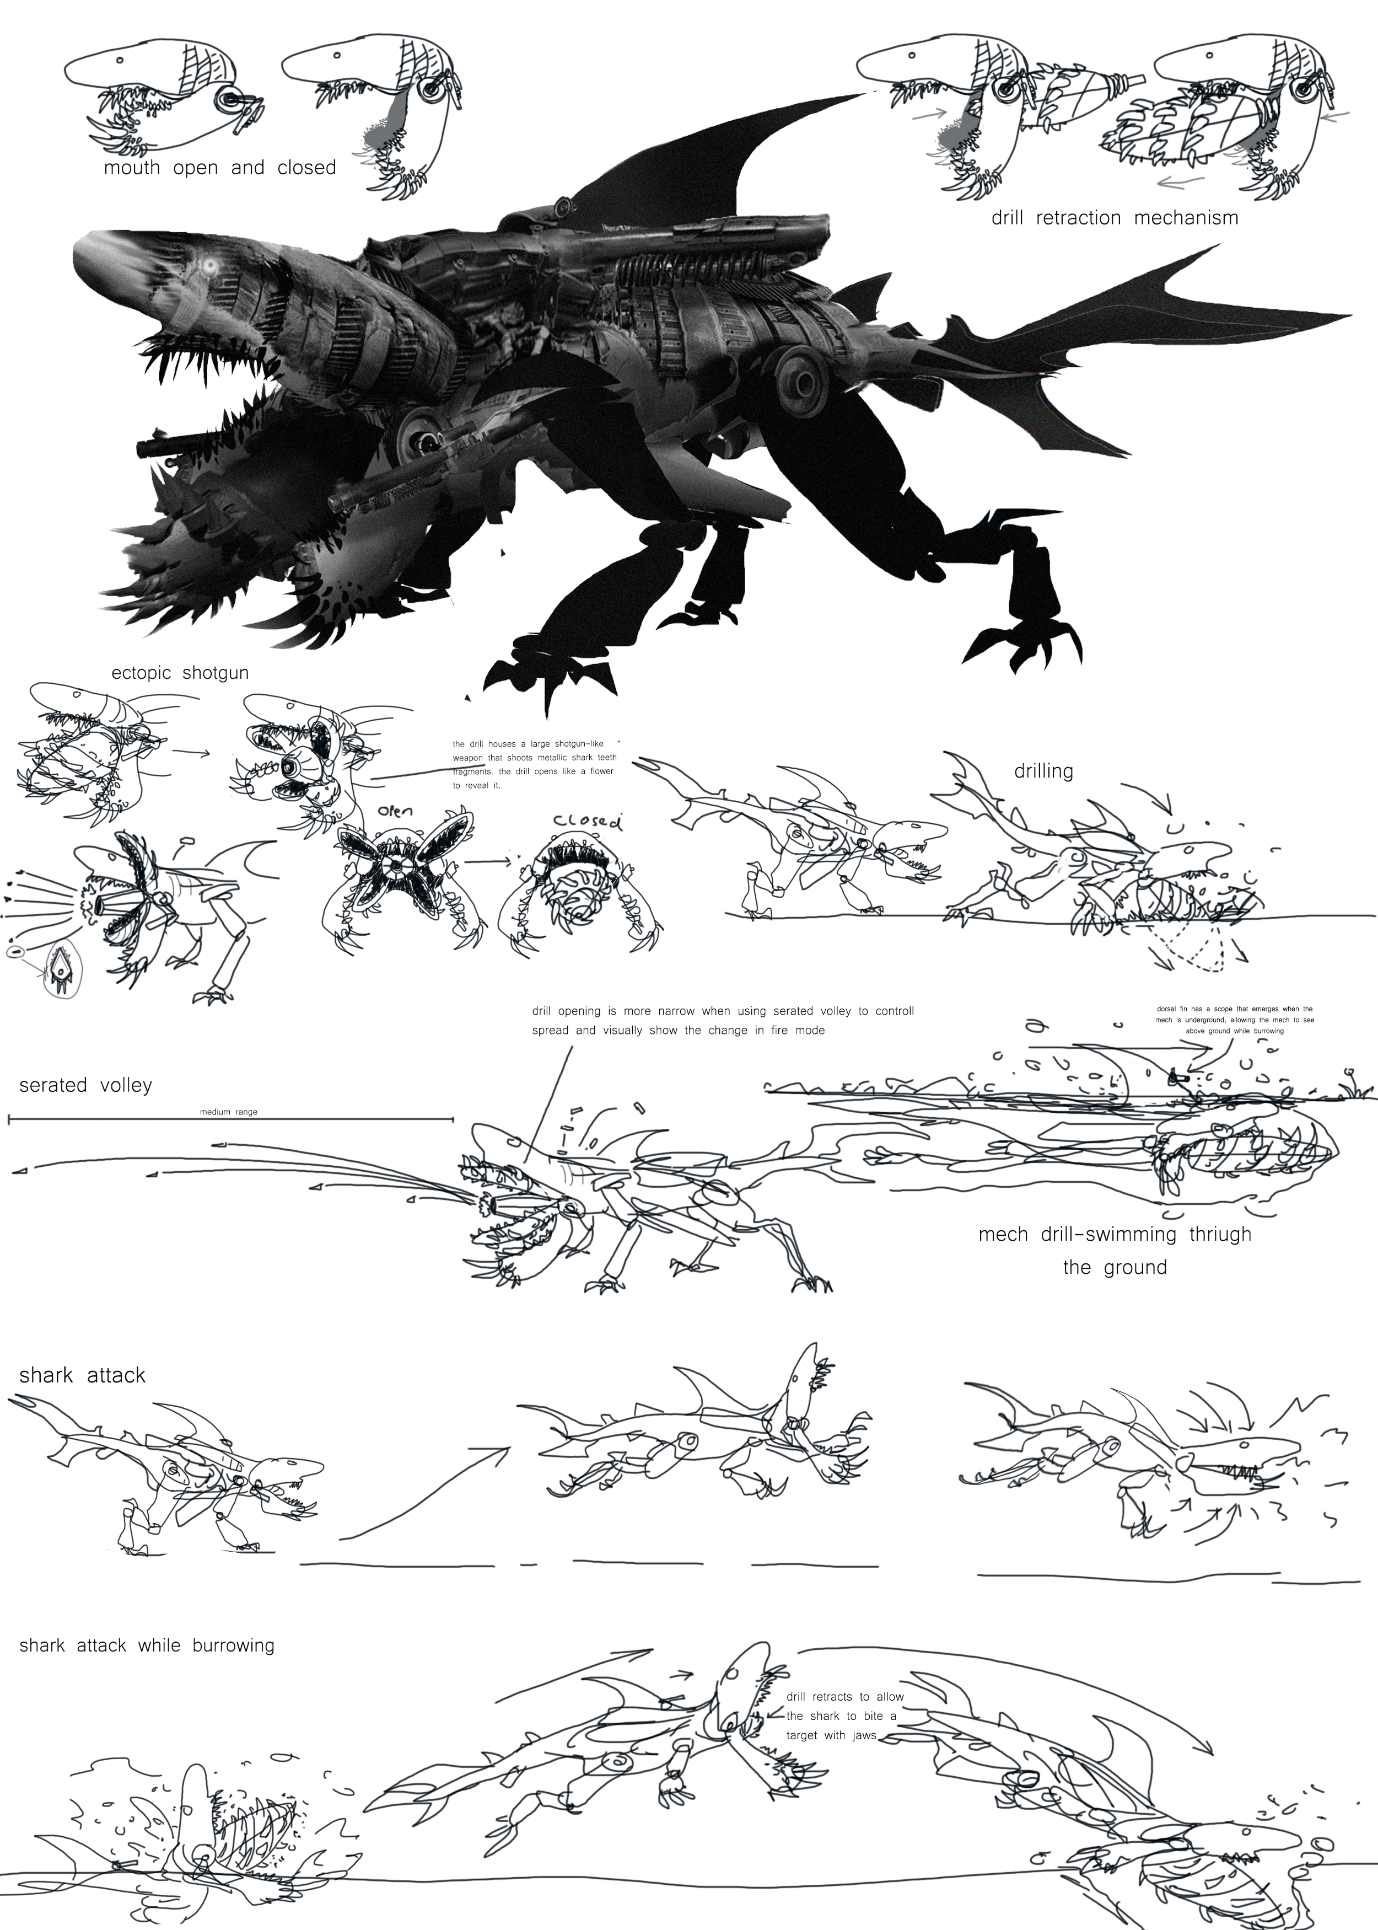 mouth open and closed
drill retraction mechanism
ectopic shotgun
the drill houses a large shotgun-like
weapon that shoots metallic shark teeth
fragments. the drill opens like a flower
to reveal it.
open
closed
drilling
drill opening is more narrow when using serated volley to controll
spread and visually show the change in fire mode
dorsal fin has a scope that emerges when the
mech is underground, allowing the mech to see
above ground while burrowing
serated volley
medium range
mech drill-swimming thriugh
the ground
shark attack
shark attack while burrowing
drill retracts to allow
the shark to bite a
target with jaws